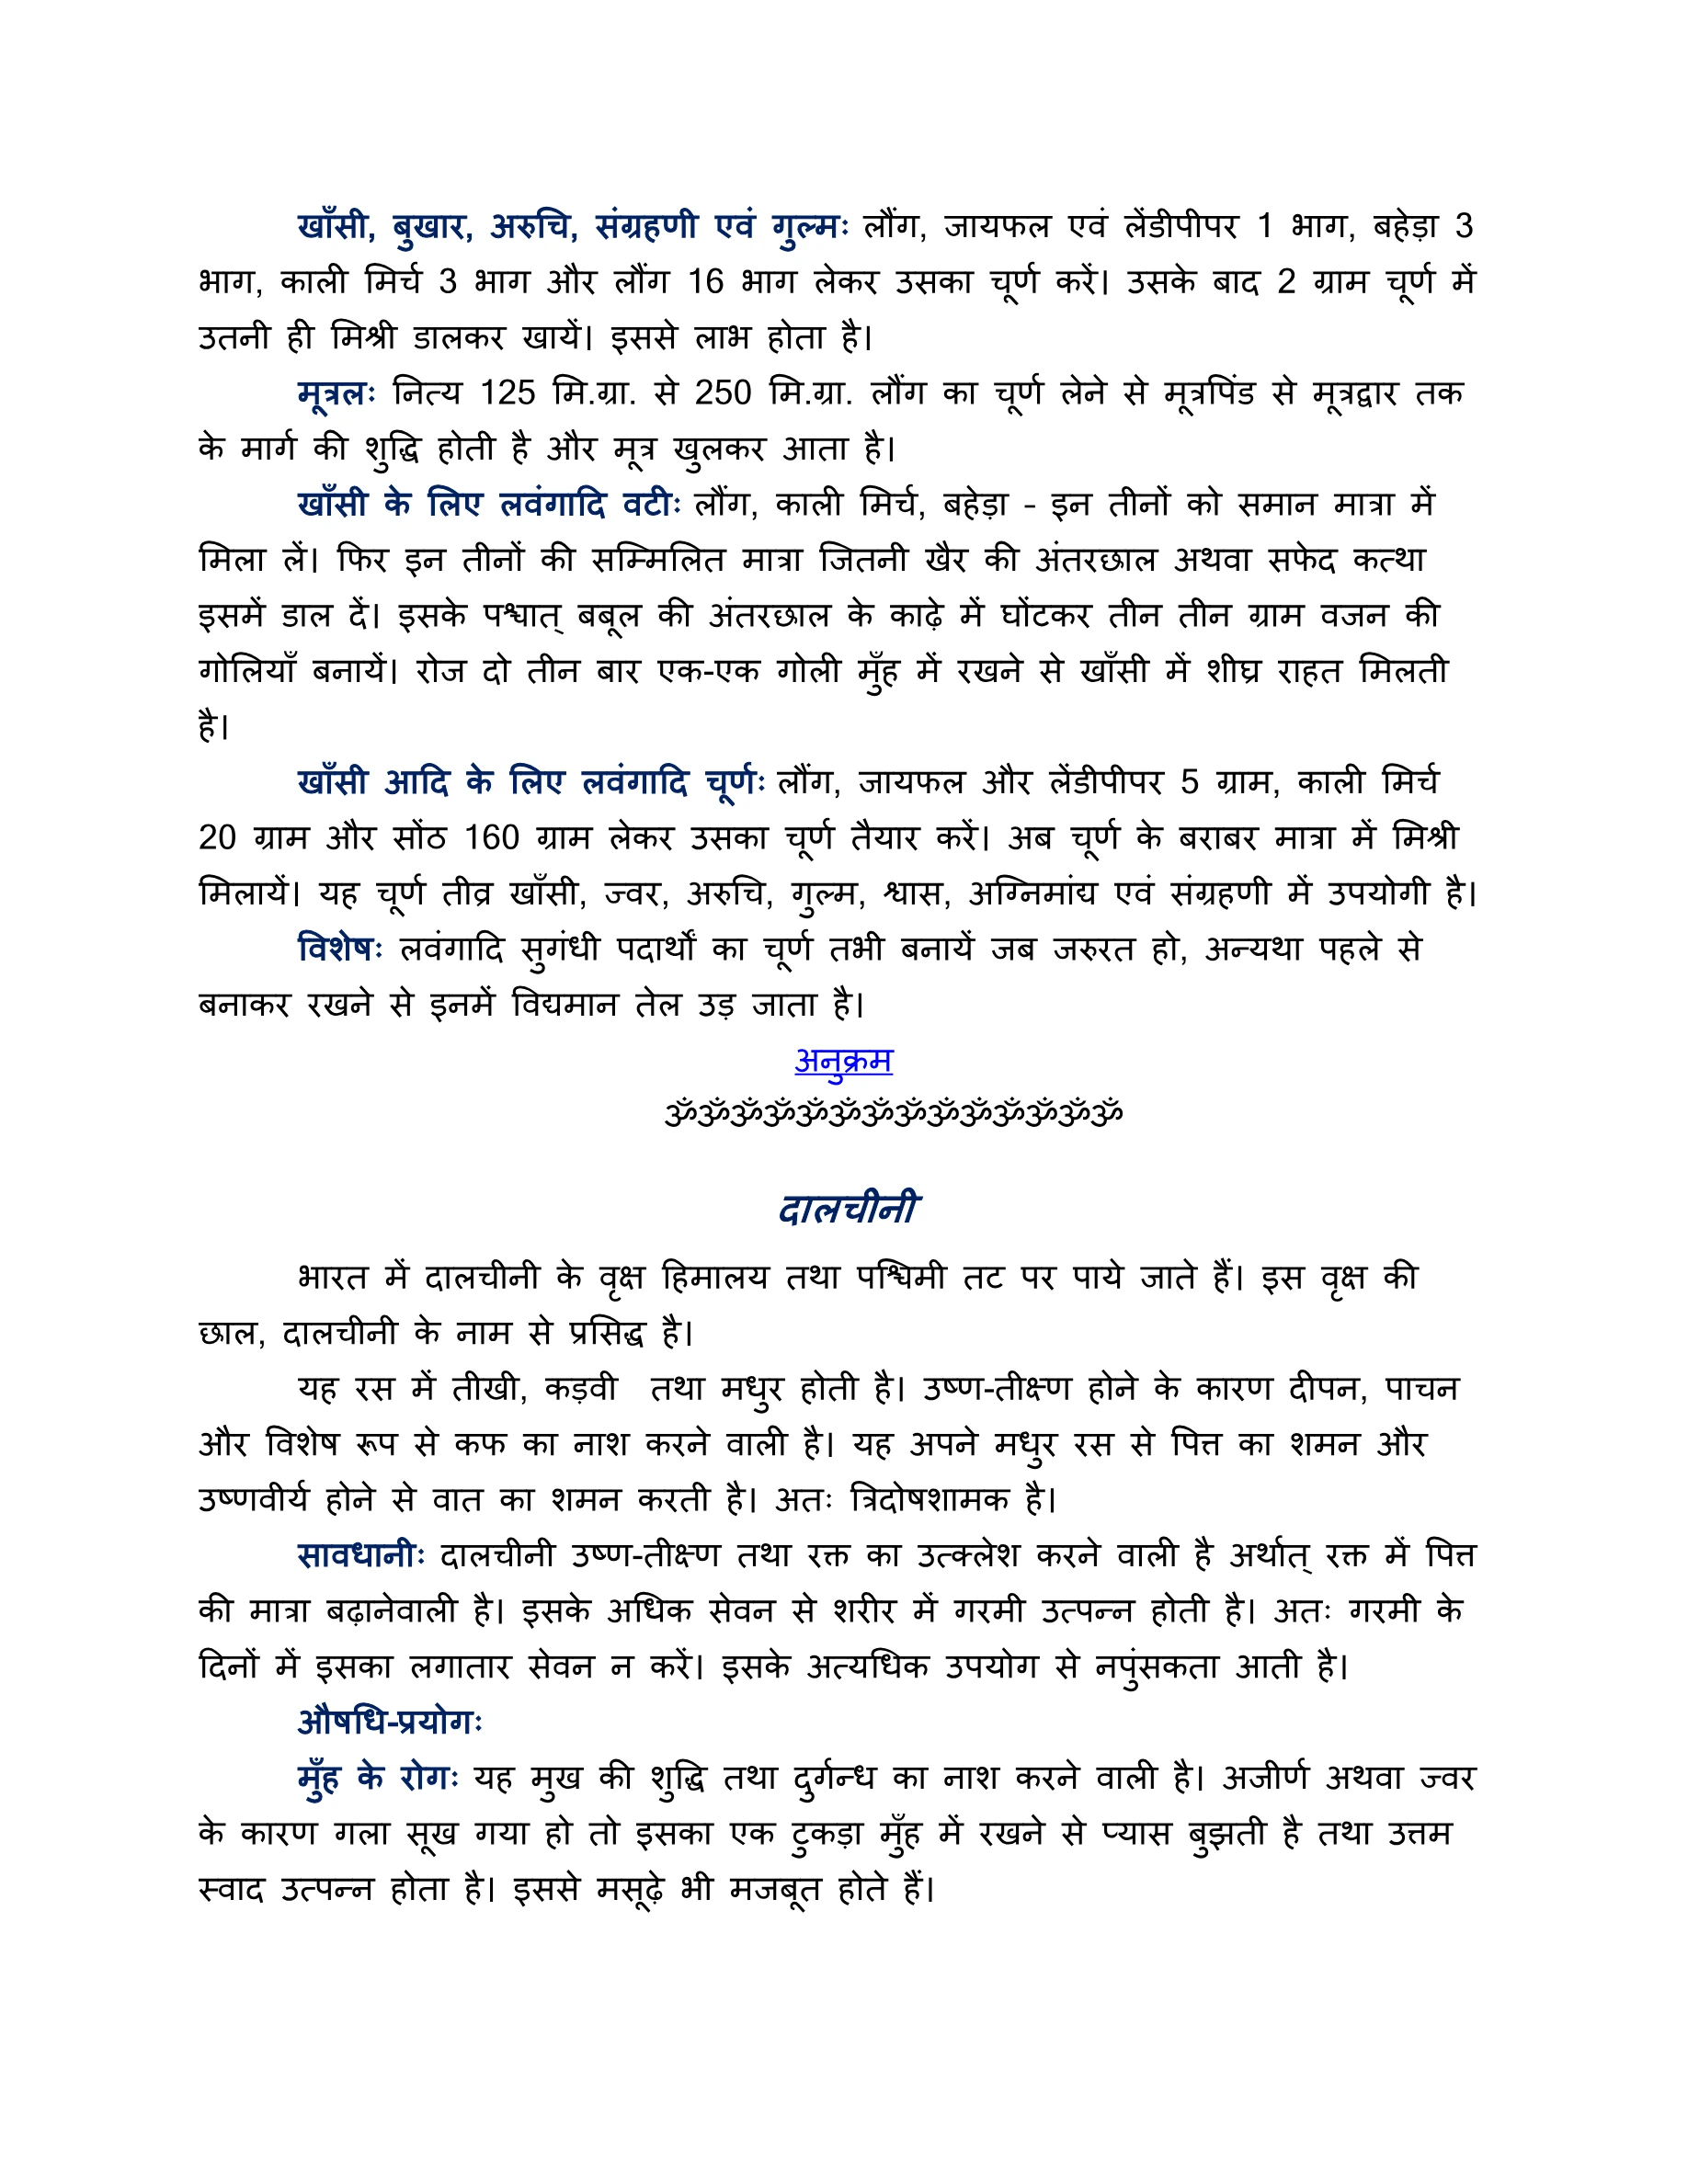 खाँसी, बुखार, अरुचि, संग्रहणी एवं गुल्मः लौंग, जायफल एवं लेंडीपीपर 1 भाग, बहेड़ा 3
भाग, काली मिर्च 3 भाग और लौंग 16 भाग लेकर उसका चूर्ण करें। उसके बाद 2 ग्राम चूर्ण में
उतनी ही मिश्री डालकर खायें। इससे लाभ होता है।
मूत्रलः नित्य 125 मि.ग्रा. से 250 मि.ग्रा. लौंग का चूर्ण लेने से मूत्रपिंड से मूत्रद्वार तक
के मार्ग की शुद्धि होती है और मूत्र खुलकर आता है।
खाँसी के लिए लवंगादि वटीः लौंग, काली मिर्च, बहेड़ा – इन तीनों को समान मात्रा में
मिला लें। फिर इन तीनों की सम्मिलित मात्रा जितनी खैर की अंतरछाल अथवा सफेद कत्था
इसमें डाल दें। इसके पश्चात् बबूल की अंतरछाल के काढ़े में घोंटकर तीन तीन ग्राम वजन की
गोलियाँ बनायें। रोज दो तीन बार एक-एक गोली मुँह में रखने से खाँसी में शीघ्र राहत मिलती
है।
खाँसी आदि के लिए लवंगादि चूर्णः लौंग, जायफल और लेंडीपीपर 5 ग्राम, काली मिर्च
20 ग्राम और सोंठ 160 ग्राम लेकर उसका चूर्ण तैयार करें। अब चूर्ण के बराबर मात्रा में मिश्री
मिलायें। यह चूर्ण तीव्र खाँसी, ज्वर, अरुचि, गुल्म, श्वास, अग्निमांद्य एवं संग्रहणी में उपयोगी है।
विशेषः लवंगादि सुगंधी पदार्थों का चूर्ण तभी बनायें जब जरुरत हो, अन्यथा पहले से
बनाकर रखने से इनमें विद्यमान तेल उड़ जाता है।
अनुक्रम
ॐॐॐॐॐॐॐॐॐॐॐॐॐॐ
दालचीनी
भारत में दालचीनी के वृक्ष हिमालय तथा पश्चिमी तट पर पाये जाते हैं। इस वृक्ष की
छाल, दालचीनी के नाम से प्रसिद्ध है।
यह रस में तीखी, कड़वी तथा मधुर होती है। उष्ण-तीक्ष्ण होने के कारण दीपन, पाचन
और विशेष रूप से कफ का नाश करने वाली है। यह अपने मधुर रस से पित्त का शमन और
उष्णवीर्य होने से वात का शमन करती है। अतः त्रिदोषशामक है।
सावधानीः दालचीनी उष्ण-तीक्ष्ण तथा रक्त का उत्क्लेश करने वाली है अर्थात् रक्त में पित्त
की मात्रा बढ़ानेवाली है। इसके अधिक सेवन से शरीर में गरमी उत्पन्न होती है। अतः गरमी के
दिनों में इसका लगातार सेवन न करें। इसके अत्यधिक उपयोग से नपुंसकता आती है।
औषधि-प्रयोगः
मुँह के रोगः यह मुख की शुद्धि तथा दुर्गन्ध का नाश करने वाली है। अजीर्ण अथवा ज्वर
के कारण गला सूख गया हो तो इसका एक टुकड़ा मुँह में रखने से प्यास बुझती है तथा उत्तम
स्वाद उत्पन्न होता है। इससे मसूढ़े भी मजबूत होते हैं।